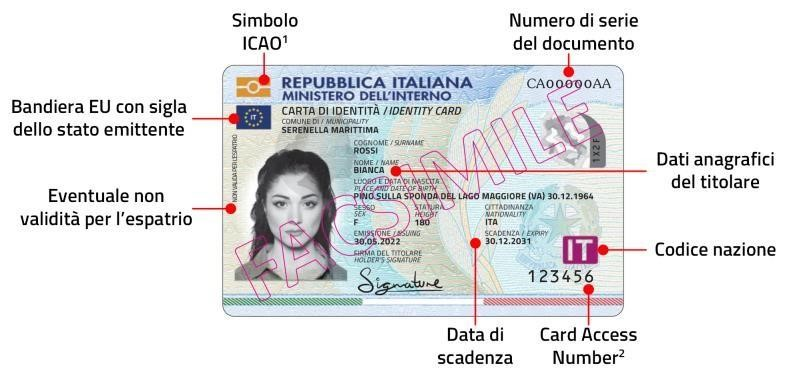 Simbolo
ICAO¹
Numero di serie
del documento
Bandiera EU con sigla
dello stato emittente
Eventuale non
validità per l'espatrio
Dati anagrafici
del titolare
Codice nazione
Data di
scadenza
Card Access
Number²
REPUBBLICA ITALIANA
MINISTERO DELL'INTERNO
CA00000AA
IT
CARTA DI IDENTITÀ / IDENTITY CARD
COMUNE DI / MUNICIPALITY
SERENELLA MARITTIMA
NON VALIDA PER L'ESPATRIO
COGNOME / SURNAME
ROSSI
NOME / NAME
BIANCA
LUOGO E DATA DI NASCITA
PLACE AND DATE OF BIRTH
PINO SULLA SPONDA DEL LAGO MAGGIORE (VA) 30.12.1964
SESSO
SEX
F
STATURA
HEIGHT
180
CITTADINANZA
NATIONALITY
ITA
EMISSIONE / ISSUING
30.05.2022
SCADENZA / EXPIRY
30.12.2031
FIRMA DEL TITOLARE
HOLDER'S SIGNATURE
Signature
1X2F
IT
123456
FAC SIMILE